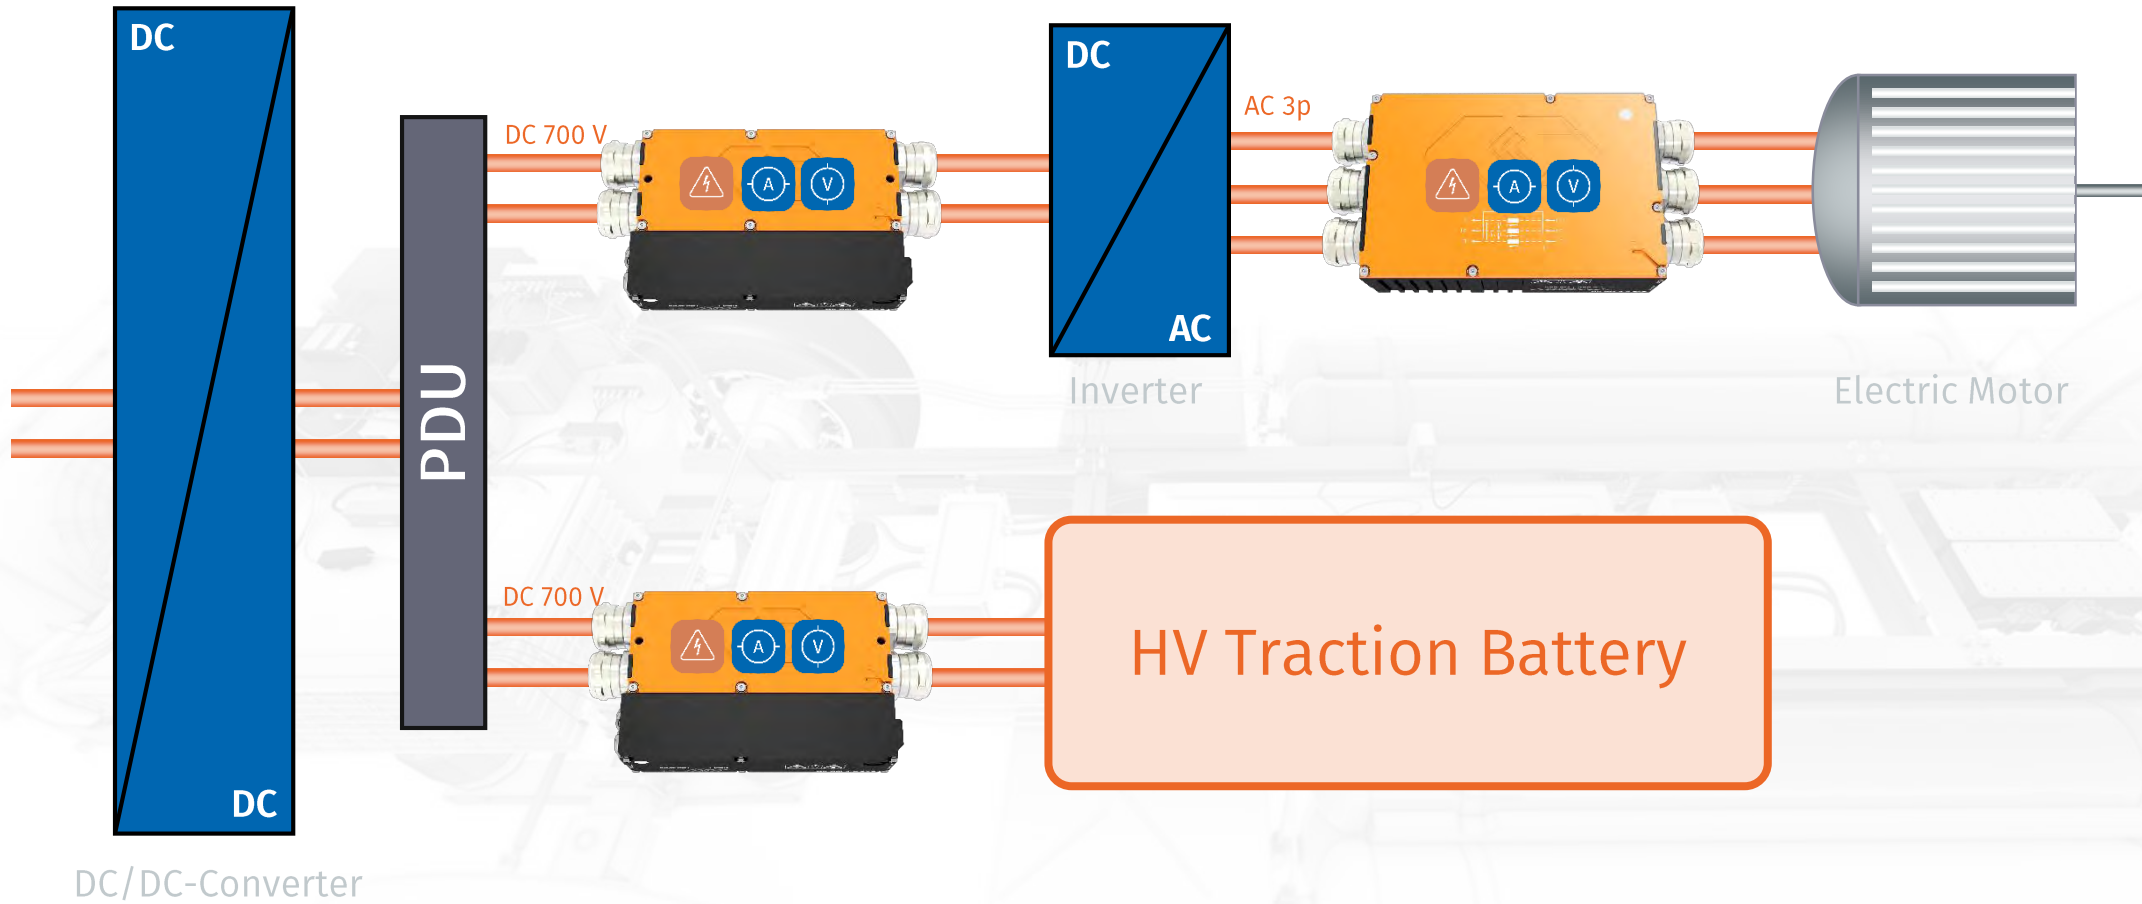 DC
DC
DC/DC-Converter
PDU
DC 700 V
A
V
DC
AC
Inverter
AC 3p
A
V
Electric Motor
DC 700 V
A
V
HV Traction Battery